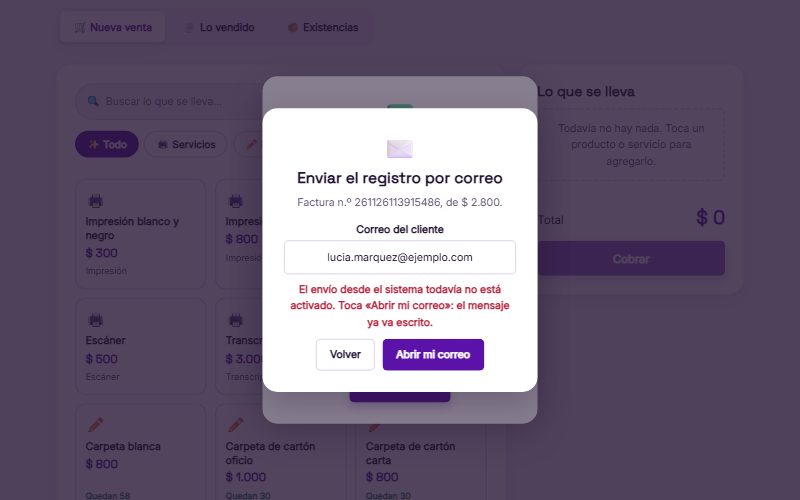 Nueva venta
Lo vendido
Existencias
Buscar lo que se lleva...
Todo
Servicios
Impresión blanco y
negro
$ 300
Impresión
$ 800
Escáner
$ 500
Escáner
$ 3.00
Carpeta blanca
$ 800
Quedan 58
Carpeta de cartón
oficio
$ 1.000
Quedan 30
Carpeta de cartón
carta
$ 800
Quedan 30
Enviar el registro por correo
Factura n.º 261126113915486, de $ 2.800.
Correo del cliente
lucia.marquez@ejemplo.com
El envío desde el sistema todavía no está
activado. Toca «Abrir mi correo»: el mensaje
ya va escrito.
Volver
Abrir mi correo
Lo que se lleva
Todavía no hay nada. Toca un
producto o servicio para
agregarlo.
Total
$ 0
Cobrar